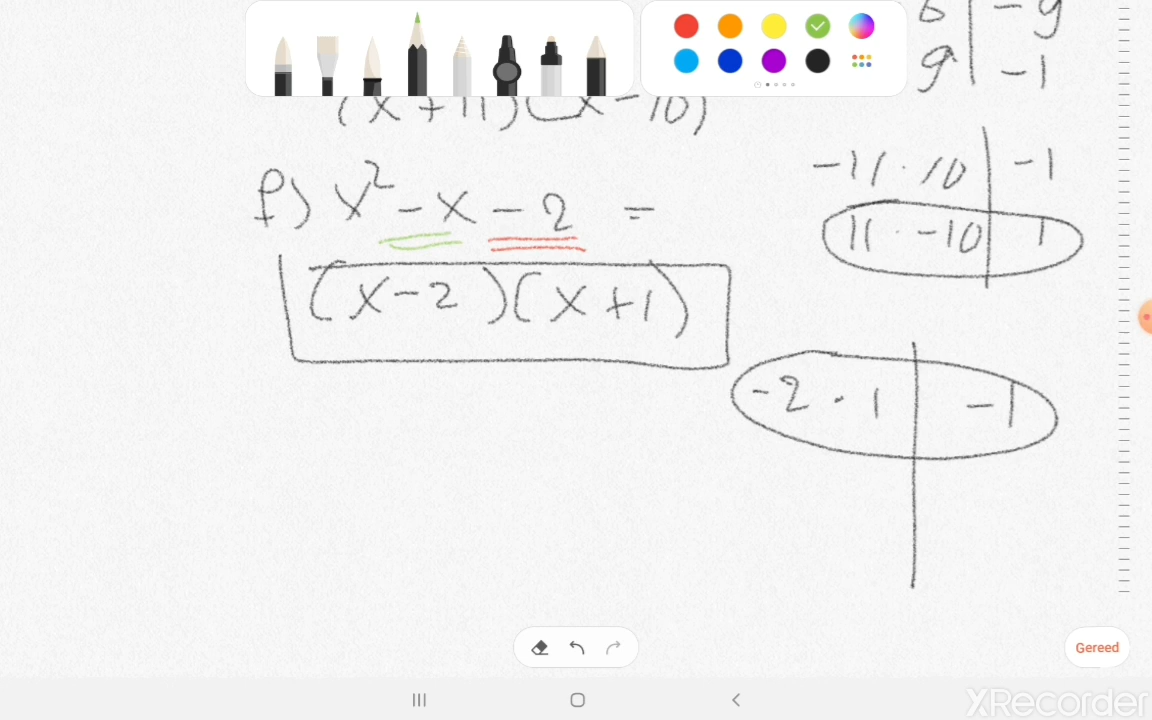 6 | -9
9 | -1
(x+11)(x-10)
-11 · 10 | -1
f) x² - x - 2 =
11 · -10 | 1
(x-2)(x+1)
-2 · 1 | -1
Gereed
XRecorder